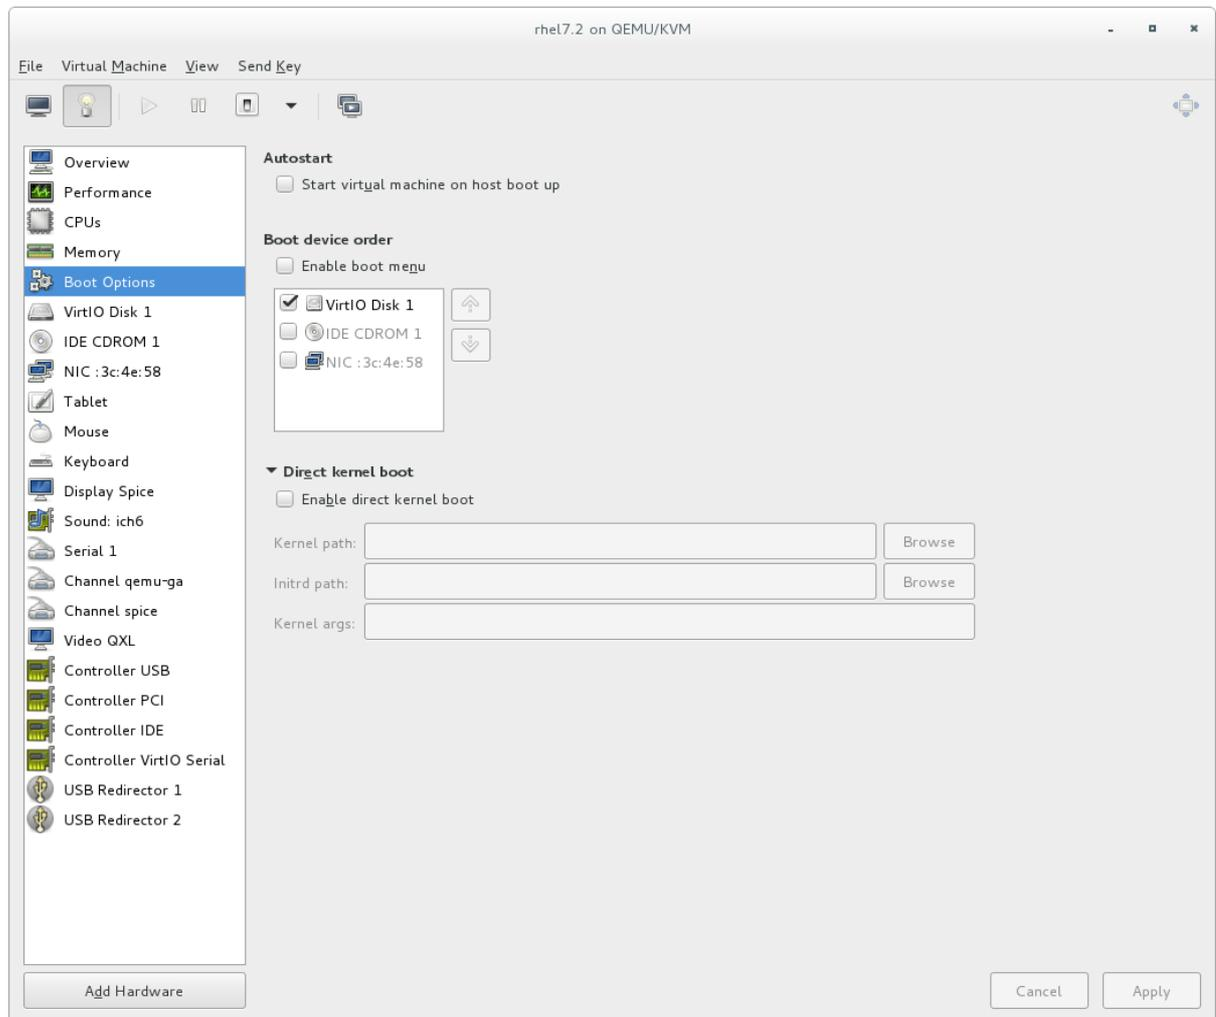 rhel7.2 on QEMU/KVM
File Virtual Machine View Send Key
Overview
Performance
CPUs
Memory
Boot Options
VirtIO Disk 1
IDE CDROM 1
NIC :3c:4e:58
Tablet
Mouse
Keyboard
Display Spice
Sound: ich6
Serial 1
Channel qemu-ga
Channel spice
Video QXL
Controller USB
Controller PCI
Controller IDE
Controller VirtIO Serial
USB Redirector 1
USB Redirector 2
Add Hardware
Autostart
Start virtual machine on host boot up
Boot device order
Enable boot menu
VirtIO Disk 1
IDE CDROM 1
NIC :3c:4e:58
Direct kernel boot
Enable direct kernel boot
Kernel path: Browse
Initrd path: Browse
Kernel args:
Cancel Apply